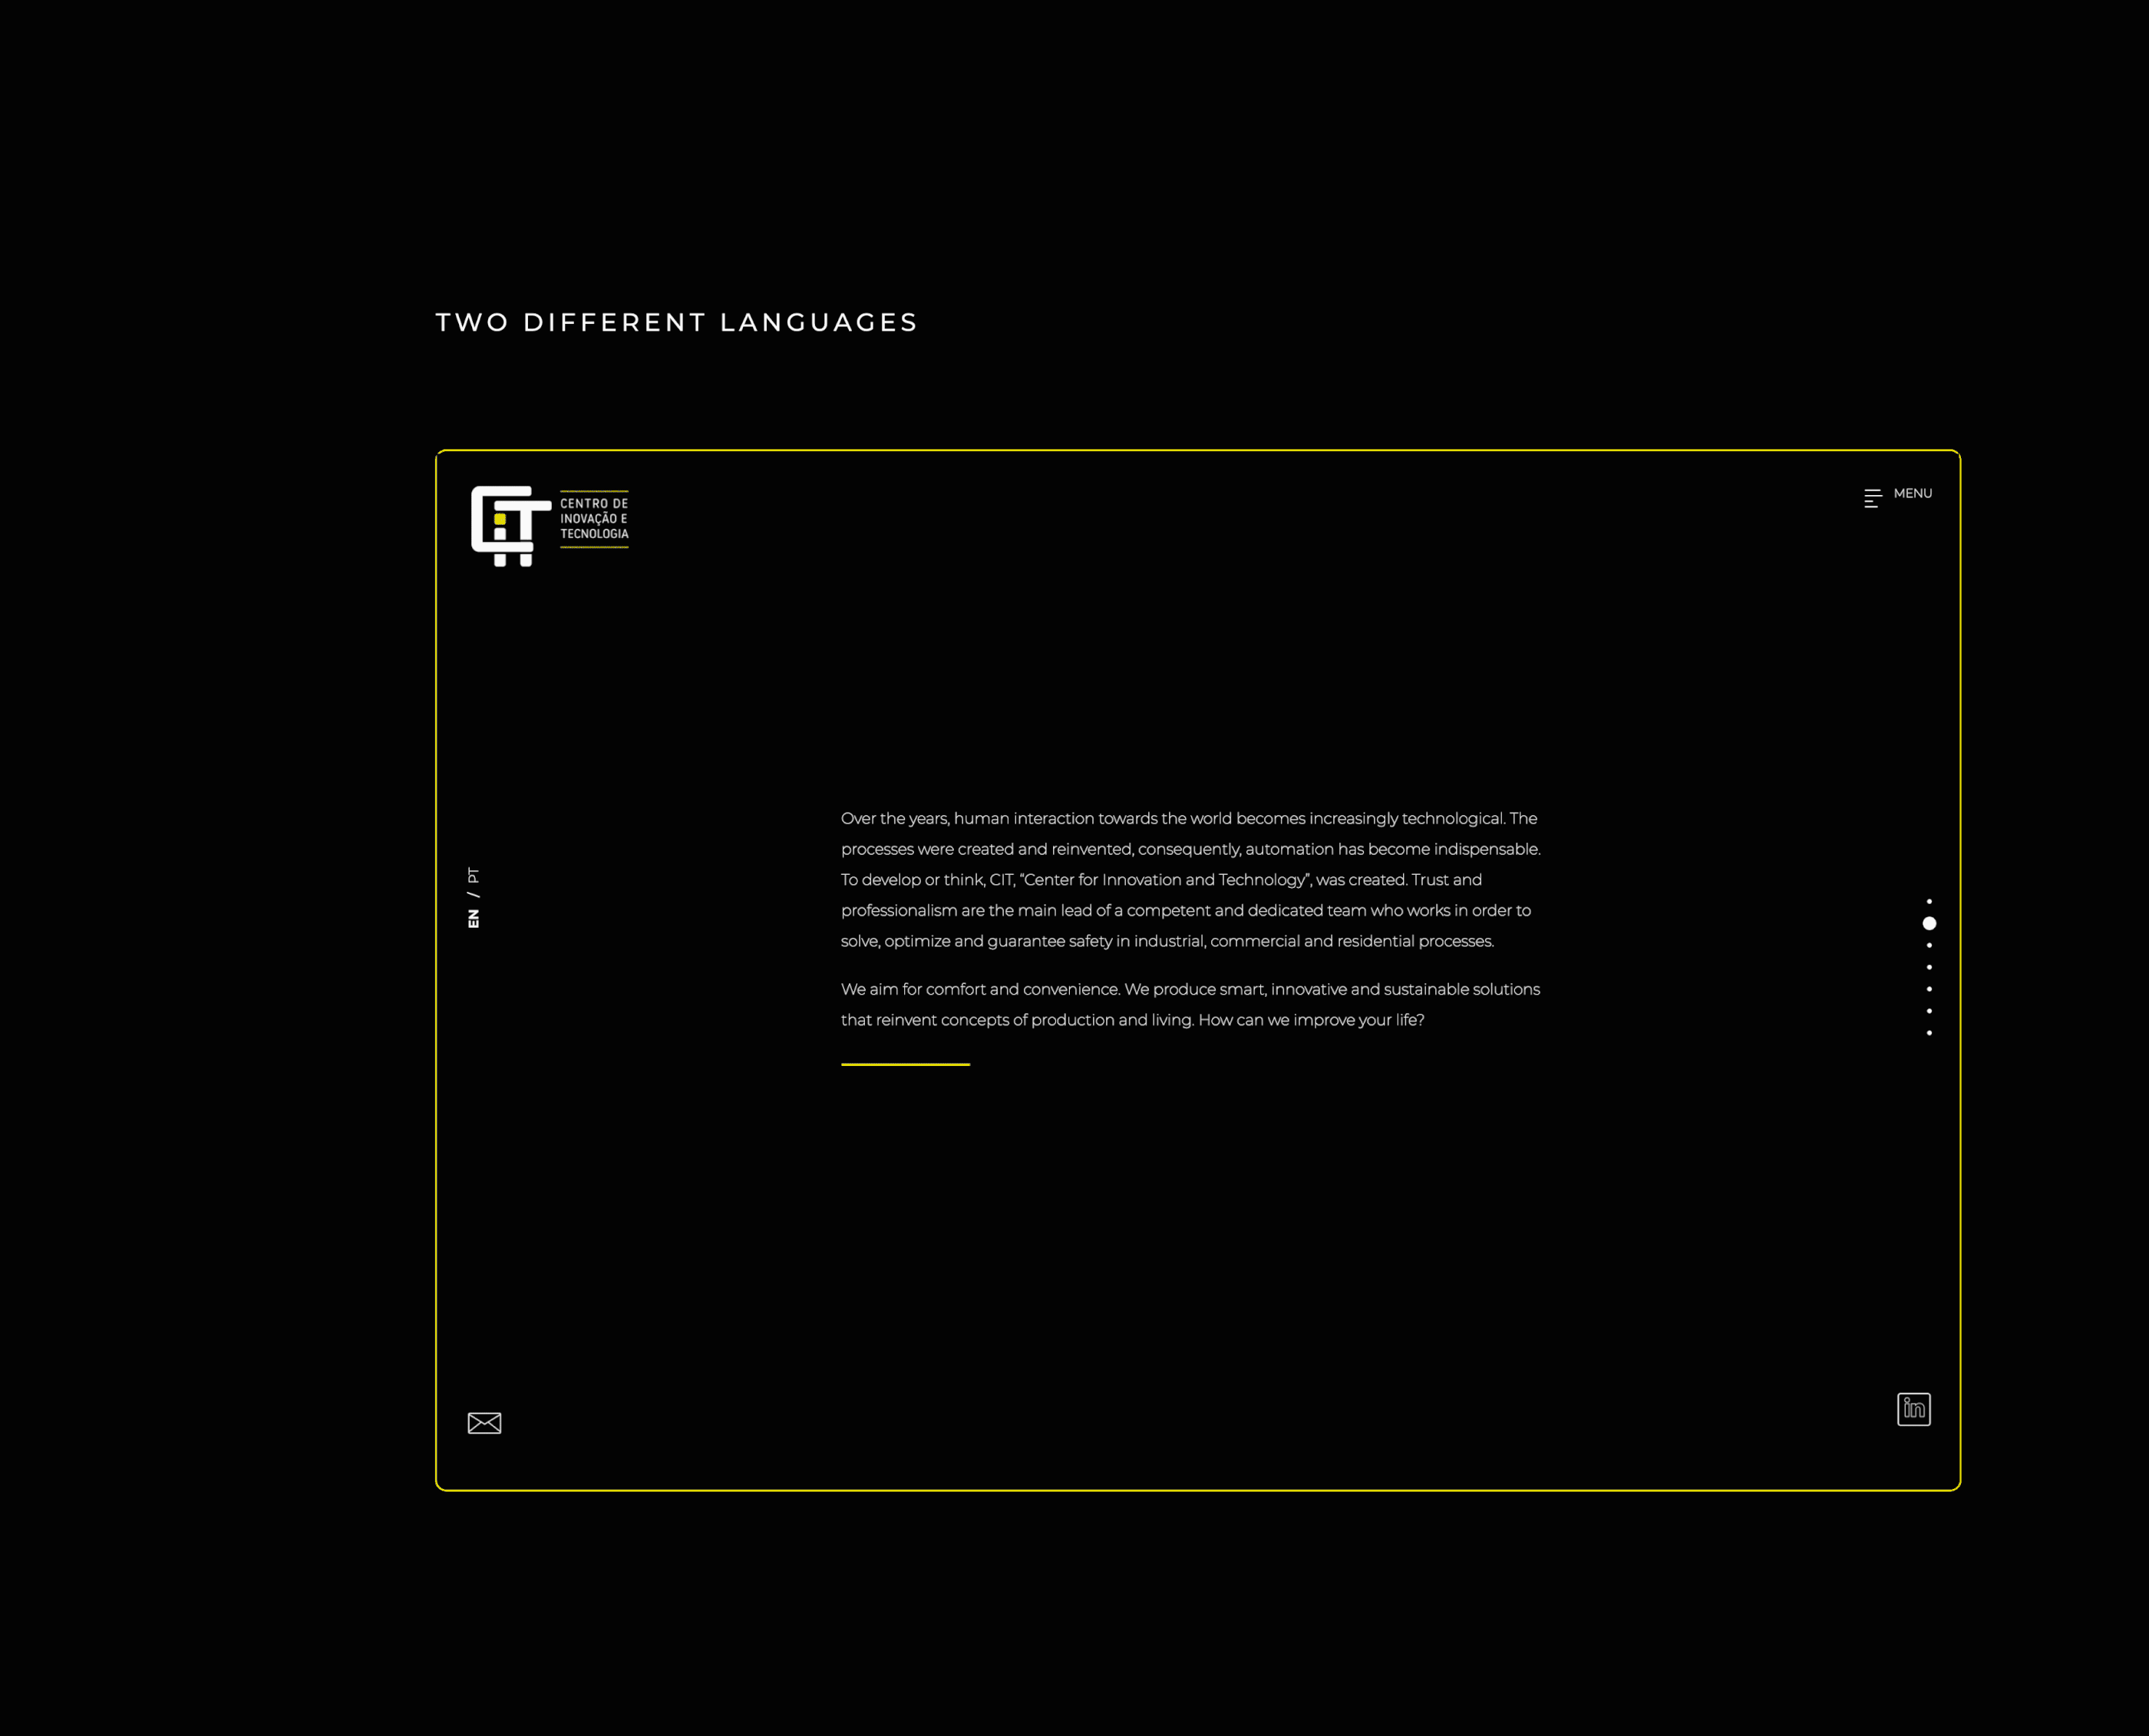 TWO DIFFERENT LANGUAGES
CIT
CENTRO DE
INOVAÇÃO E
TECNOLOGIA
MENU
Over the years, human interaction towards the world becomes increasingly technological. The
processes were created and reinvented, consequently, automation has become indispensable.
To develop or think, CIT, “Center for Innovation and Technology”, was created. Trust and
professionalism are the main lead of a competent and dedicated team who works in order to
solve, optimize and guarantee safety in industrial, commercial and residential processes.
We aim for comfort and convenience. We produce smart, innovative and sustainable solutions
that reinvent concepts of production and living. How can we improve your life?
EN / PT
in